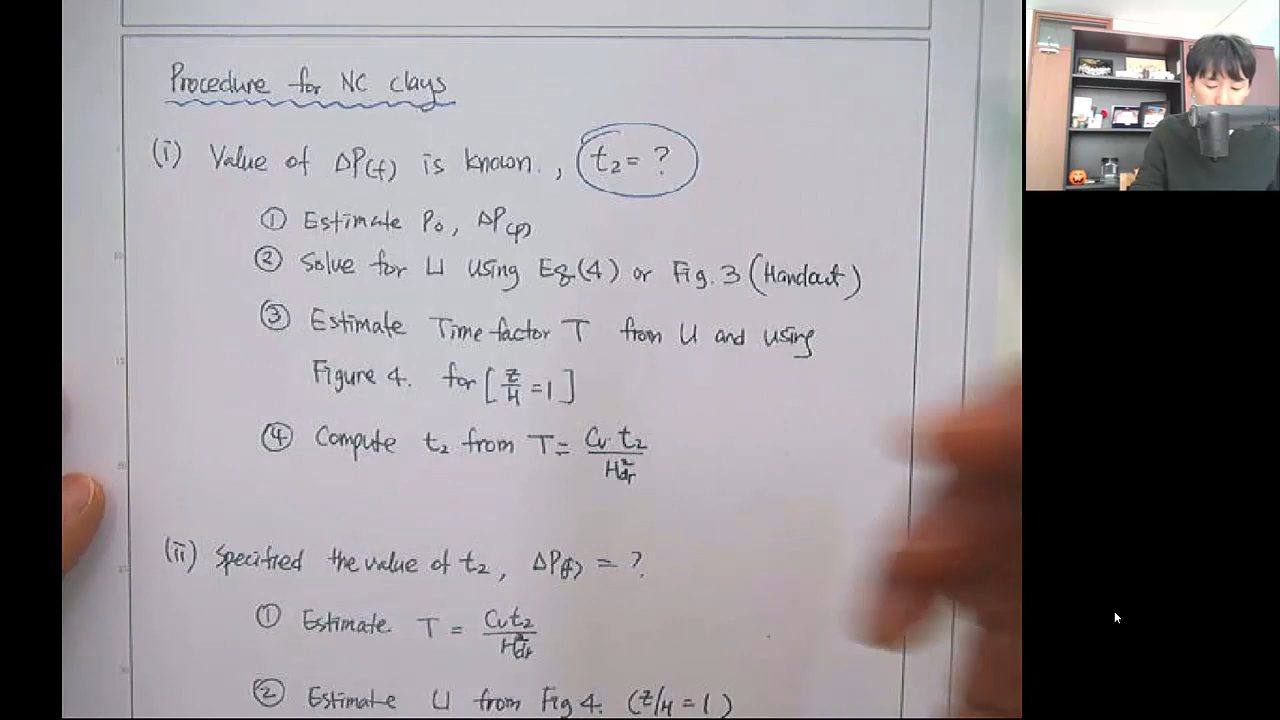 Procedure for NC clays
(i) Value of ΔP(f) is known., t₂ = ?
① Estimate P₀, ΔP(p)
② Solve for U using Eq.(4) or Fig. 3 (Handout)
③ Estimate Time factor T from U and using
Figure 4. for [z/H = 1]
④ Compute t₂ from T = Cv t₂ / H²dr
(ii) Specified the value of t₂, ΔP(f) = ?
① Estimate T = Cv t₂ / H²dr
② Estimate U from Fig 4. (z/H = 1)